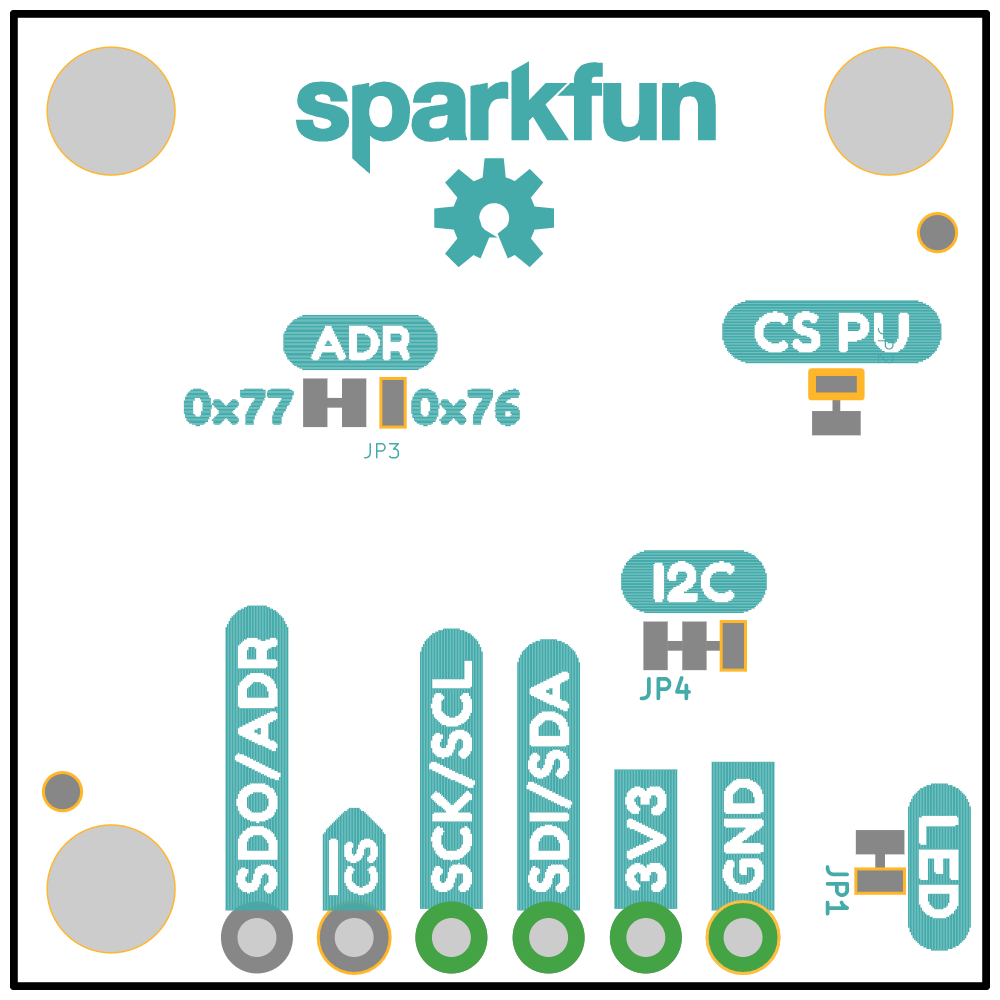 sparkfun
ADR
CS PU
0x77
0x76
JP3
JP2
I2C
JP4
SDO/ADR
CS
SCK/SCL
SDI/SDA
3V3
GND
JP1
LED